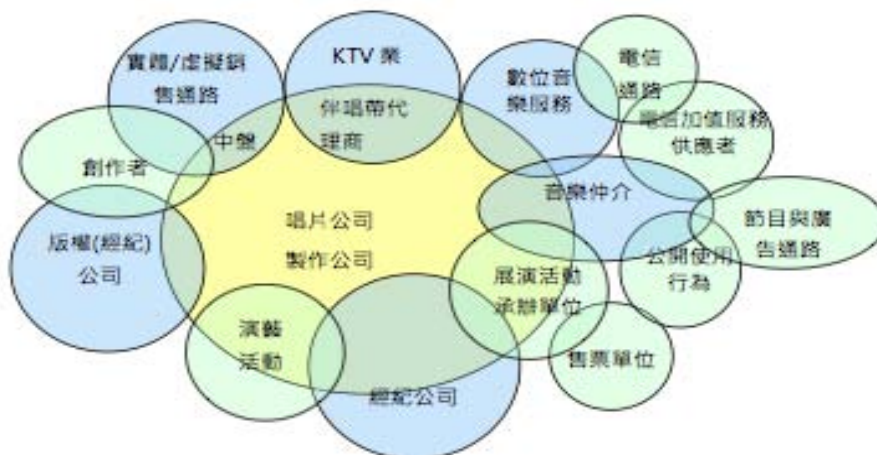 實體/虛擬銷
售通路
中盤
KTV 業
伴唱帶代
理商
數位音
樂服務
電信
通路
電信加值服務
供應者
創作者
音樂仲介
節目與廣
告通路
版權(經紀)
公司
唱片公司
製作公司
展演活動
承辦單位
公開使用
行為
演藝
活動
售票單位
經紀公司